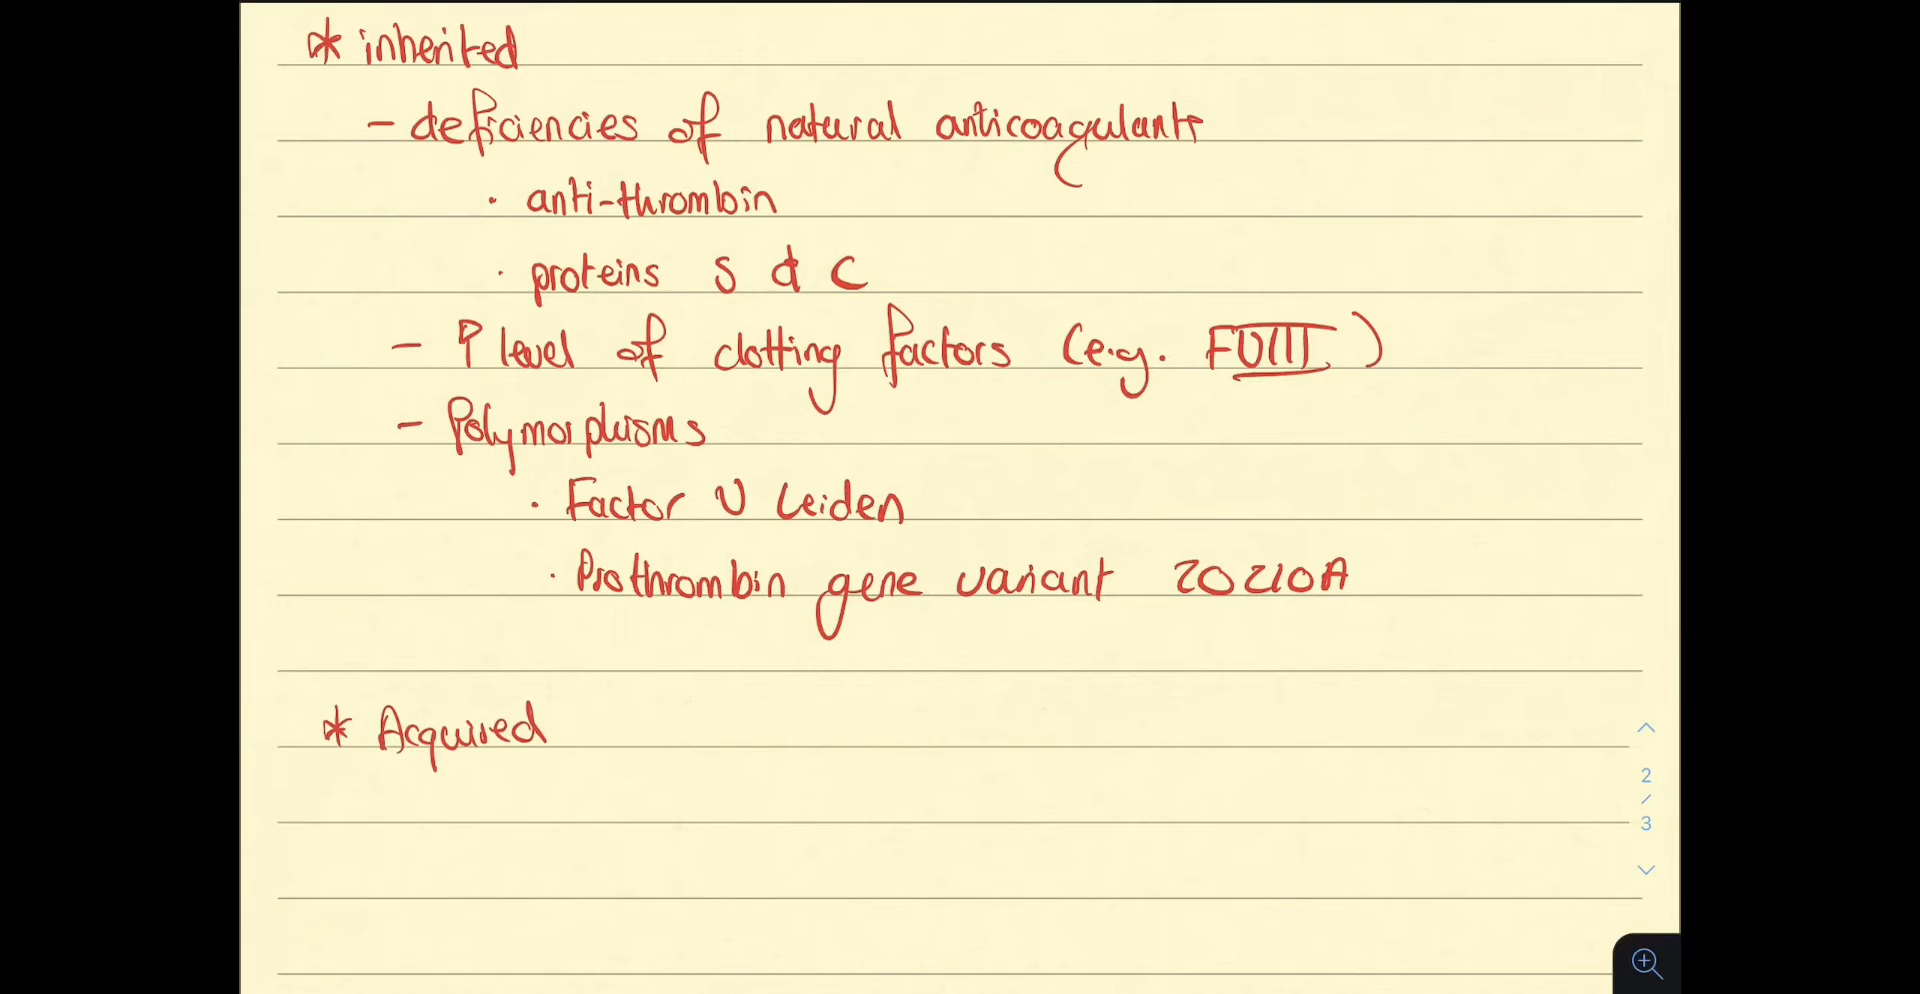 * inherited
- deficiencies of natural anticoagulants
· anti-thrombin
· proteins S & C
- ↑ level of clotting factors (e.g. FVIII)
- Polymorphisms
· Factor V Leiden
· Prothrombin gene variant 20210A
* Acquired
2
/
3